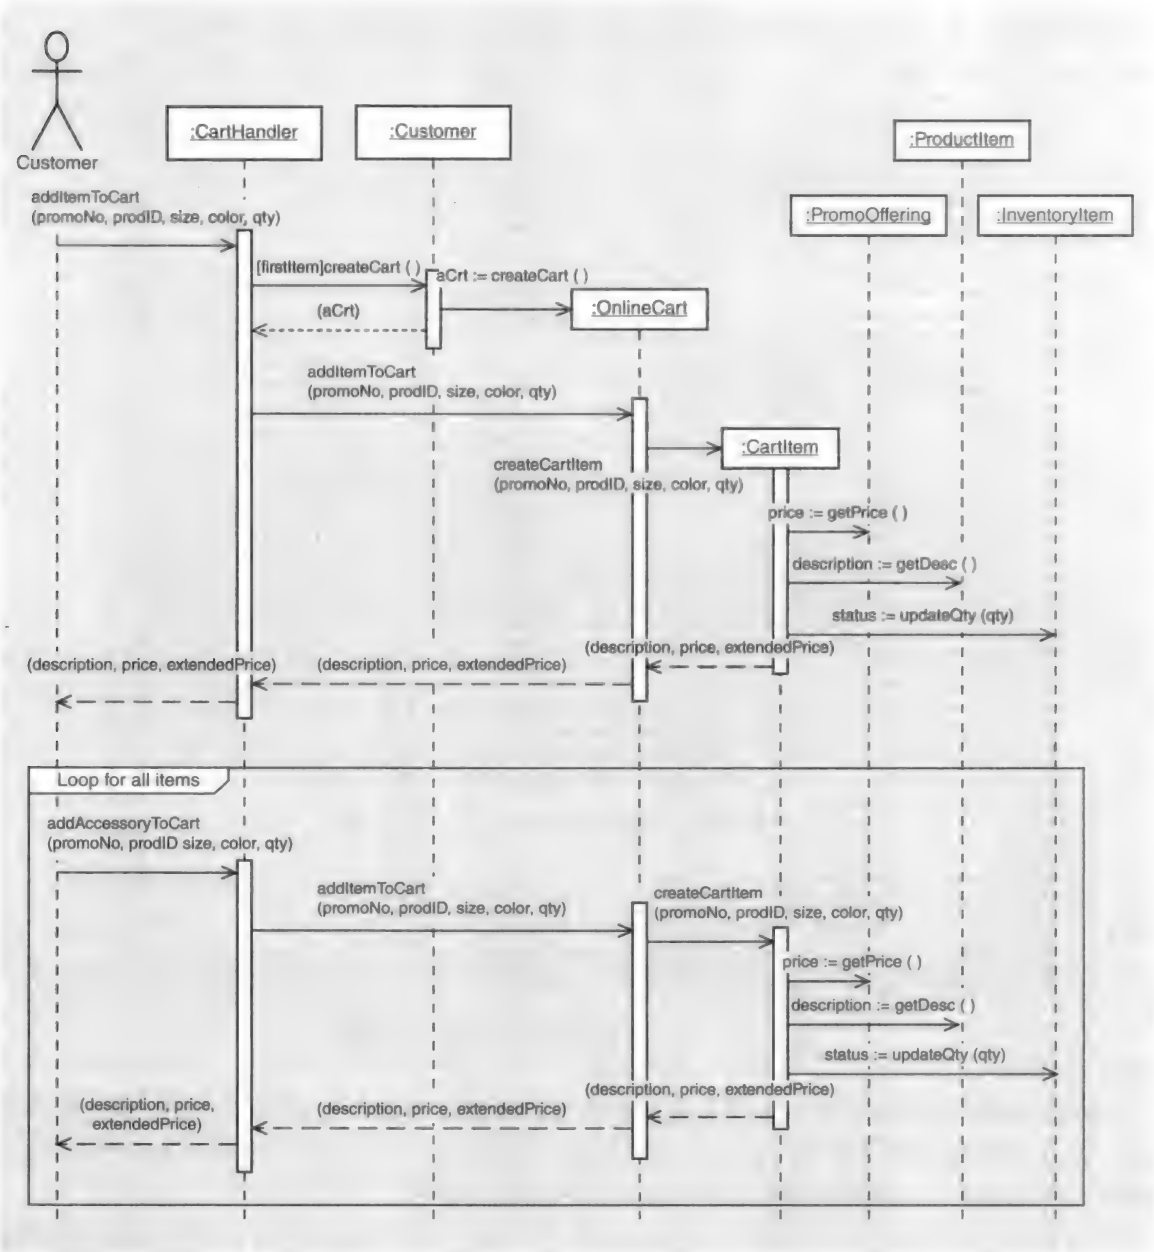 Customer
:CartHandler
:Customer
:ProductItem
:PromoOffering
:InventoryItem
addItemToCart
(promoNo, prodID, size, color, qty)
[firstItem]createCart ( )
aCrt := createCart ( )
:OnlineCart
(aCrt)
addItemToCart
(promoNo, prodID, size, color, qty)
:CartItem
createCartItem
(promoNo, prodID, size, color, qty)
price := getPrice ( )
description := getDesc ( )
status := updateQty (qty)
(description, price, extendedPrice)
(description, price, extendedPrice)
(description, price, extendedPrice)
Loop for all items
addAccessoryToCart
(promoNo, prodID size, color, qty)
addItemToCart
(promoNo, prodID, size, color, qty)
createCartItem
(promoNo, prodID, size, color, qty)
price := getPrice ( )
description := getDesc ( )
status := updateQty (qty)
(description, price, extendedPrice)
(description, price, extendedPrice)
(description, price,
extendedPrice)